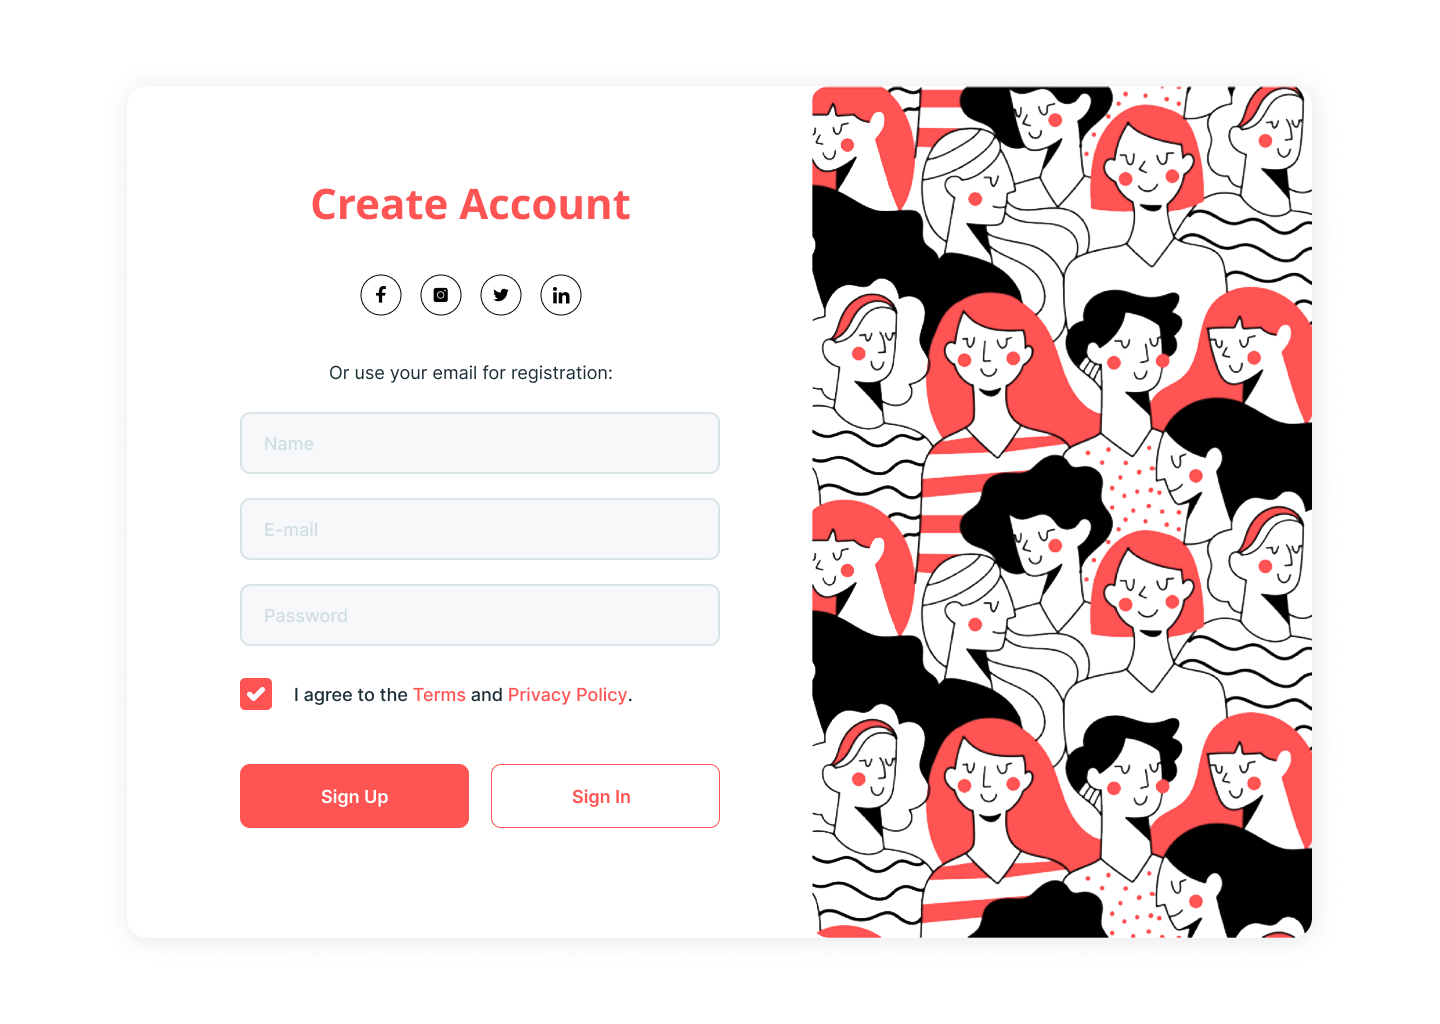 Create Account
Or use your email for registration:
Name
E-mail
Password
I agree to the Terms and Privacy Policy.
Sign Up
Sign In